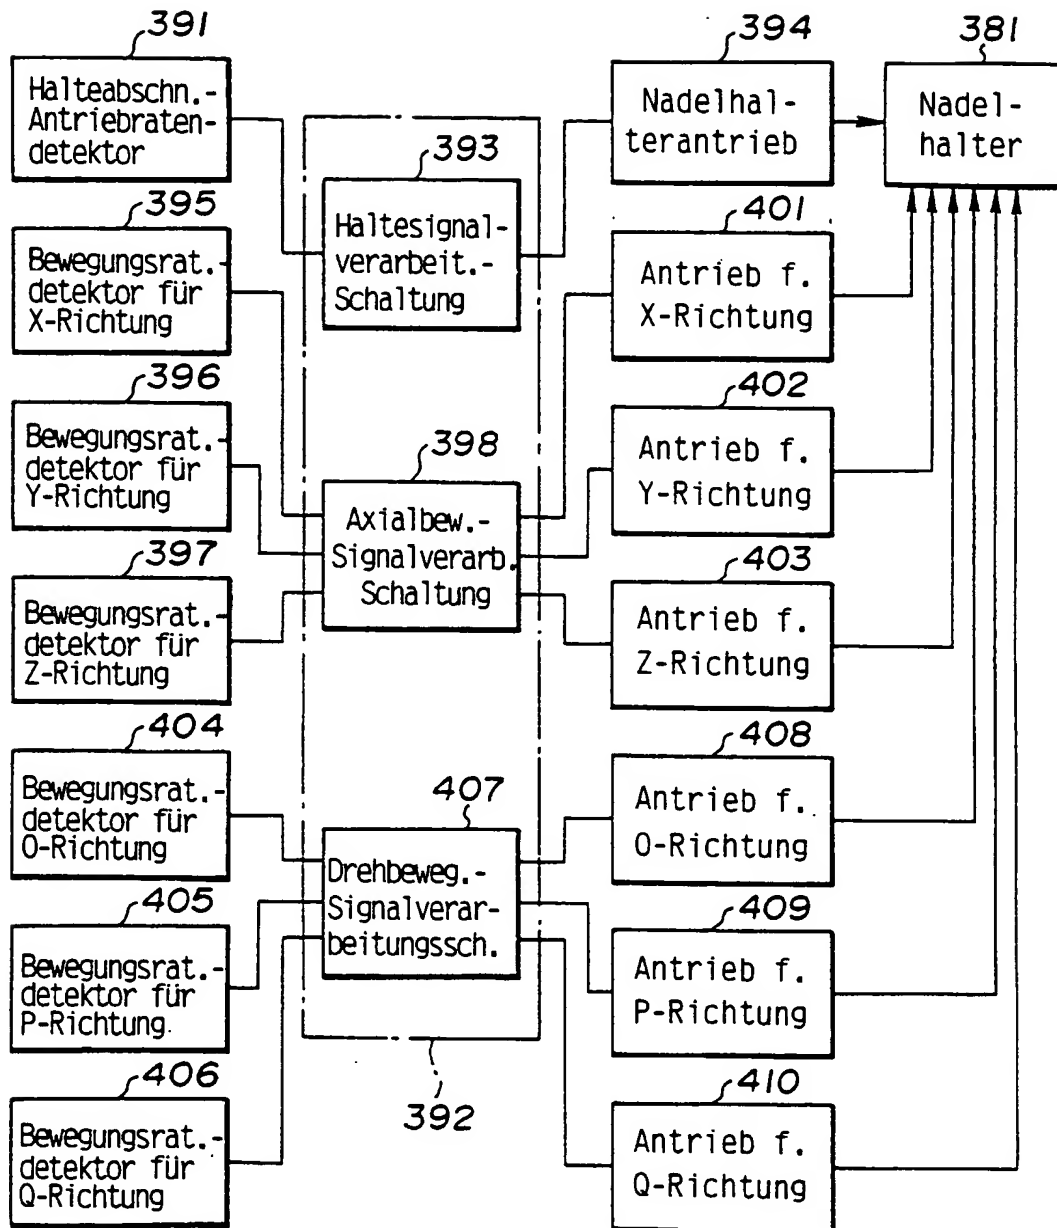 391
Halteabschn.-
Antriebraten-
detektor
393
Haltesignal-
verarbeit.-
Schaltung
394
Nadelhal-
terantrieb
381
Nadel-
halter
395
Bewegungsrat.-
detektor für
X-Richtung
401
Antrieb f.
X-Richtung
396
Bewegungsrat.-
detektor für
Y-Richtung
398
Axialbew.-
Signalverarb.
Schaltung
402
Antrieb f.
Y-Richtung
397
Bewegungsrat.-
detektor für
Z-Richtung
403
Antrieb f.
Z-Richtung
404
Bewegungsrat.-
detektor für
O-Richtung
407
Drehbeweg.-
Signalverar-
beitungssch.
408
Antrieb f.
O-Richtung
405
Bewegungsrat.-
detektor für
P-Richtung
409
Antrieb f.
P-Richtung
392
406
Bewegungsrat.-
detektor für
Q-Richtung
410
Antrieb f.
Q-Richtung